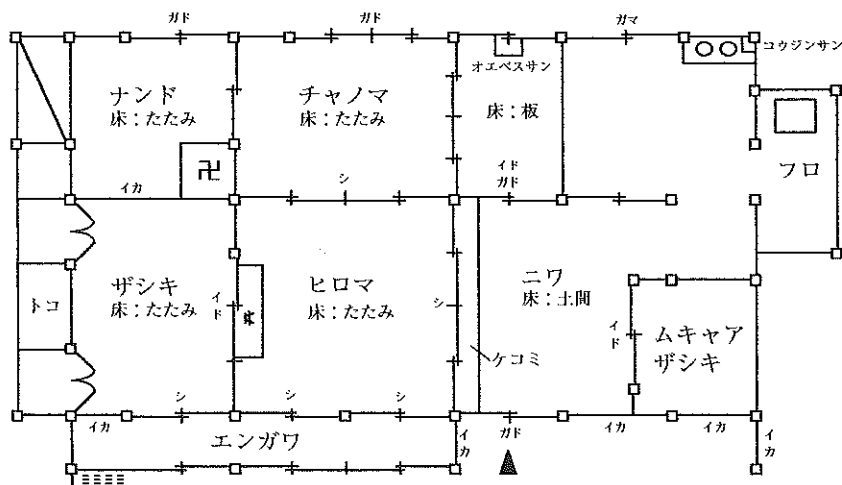 ガド
ガド
ガマ
コウジンサン
オエベスサン
ナンド
床：たたみ
チャノマ
床：たたみ
床：板
卍
フロ
イカ
シ
イド
ガド
ザシキ
床：たたみ
トコ
イド
ヒロマ
床：たたみ
シ
ニワ
床：土間
ケコミ
イド
ムキャア
ザシキ
イカ
シ
シ
シ
エンガワ
イカ
ガド
イカ
イカ
イカ